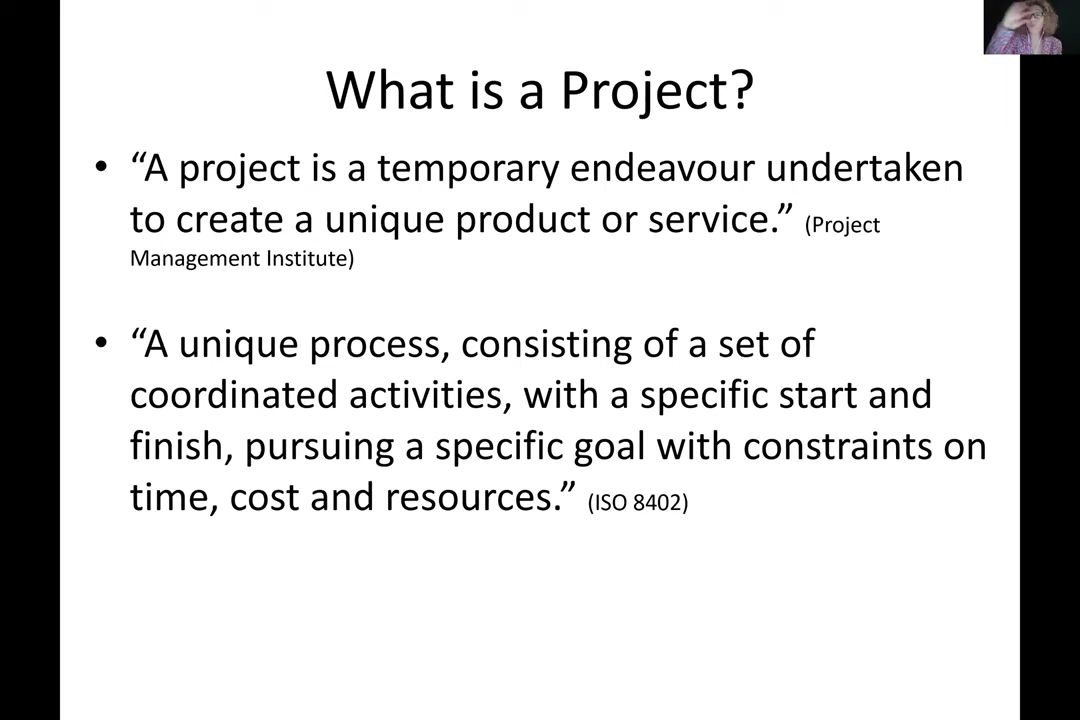 What is a Project?
• “A project is a temporary endeavour undertaken
to create a unique product or service.” (Project
Management Institute)
• “A unique process, consisting of a set of
coordinated activities, with a specific start and
finish, pursuing a specific goal with constraints on
time, cost and resources.” (ISO 8402)